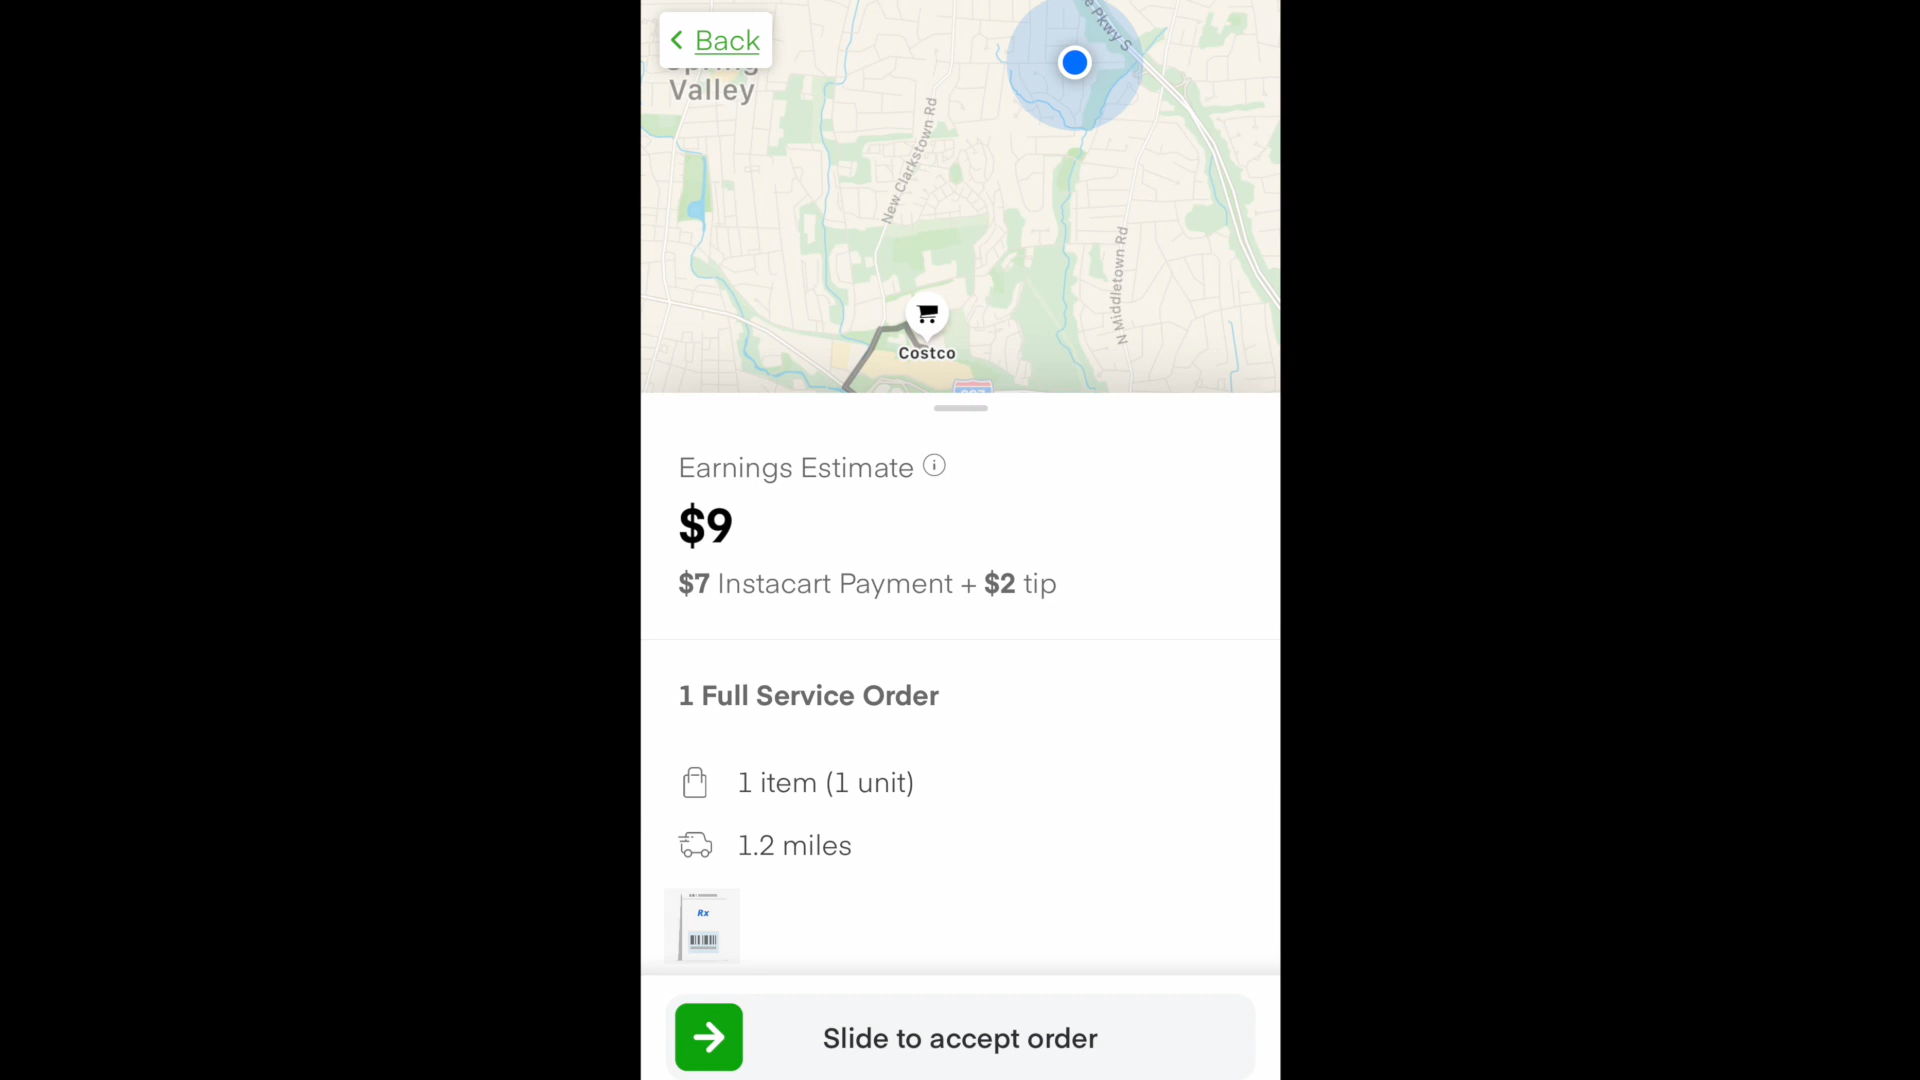 Back
Valley
e Pkwy S
New Clarkstown Rd
N Middletown Rd
Costco
Earnings Estimate
$9
$7 Instacart Payment + $2 tip
1 Full Service Order
1 item (1 unit)
1.2 miles
Rx
Slide to accept order